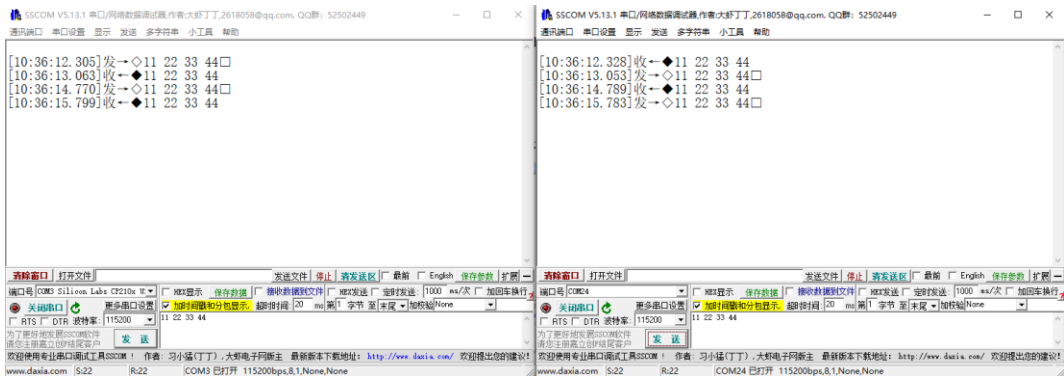 SSCOM V5.13.1 串口/网络数据调试器,作者:大虾丁丁,2618058@qq.com. QQ群: 52502449
通讯端口 串口设置 显示 发送 多字符串 小工具 帮助
[10:36:12.305]发→◇11 22 33 44□
[10:36:13.063]收←◆11 22 33 44
[10:36:14.770]发→◇11 22 33 44□
[10:36:15.799]收←◆11 22 33 44
清除窗口 打开文件 发送文件 停止 清发送区 最前 English 保存参数 扩展 —
端口号 COM3 Silicon Labs CP210x U HEX显示 保存数据 接收数据到文件 HEX发送 定时发送: 1000 ms/次 加回车换行
关闭串口 更多串口设置 加时间戳和分包显示, 超时时间: 20 ms 第1 字节 至 末尾 加校验 None
RTS DTR 波特率: 115200 11 22 33 44
为了更好地发展SSCOM软件
请您注册嘉立创F结尾客户 发 送
欢迎使用专业串口调试工具SSCOM ! 作者: 习小猛(丁丁),大虾电子网版主 最新版本下载地址: http://www.daxia.com/ 欢迎提出您的建议!
www.daxia.com S:22 R:22 COM3 已打开 115200bps,8,1,None,None
SSCOM V5.13.1 串口/网络数据调试器,作者:大虾丁丁,2618058@qq.com. QQ群: 52502449
通讯端口 串口设置 显示 发送 多字符串 小工具 帮助
[10:36:12.328]收←◆11 22 33 44
[10:36:13.053]发→◇11 22 33 44□
[10:36:14.789]收←◆11 22 33 44
[10:36:15.783]发→◇11 22 33 44□
清除窗口 打开文件 发送文件 停止 清发送区 最前 English 保存参数 扩展 —
端口号 COM24 HEX显示 保存数据 接收数据到文件 HEX发送 定时发送: 1000 ms/次 加回车换行
关闭串口 更多串口设置 加时间戳和分包显示, 超时时间: 20 ms 第1 字节 至 末尾 加校验 None
RTS DTR 波特率: 115200 11 22 33 44
为了更好地发展SSCOM软件
请您注册嘉立创F结尾客户 发 送
欢迎使用专业串口调试工具SSCOM ! 作者: 习小猛(丁丁),大虾电子网版主 最新版本下载地址: http://www.daxia.com/ 欢迎提出您的建议!
www.daxia.com S:22 R:22 COM24 已打开 115200bps,8,1,None,None